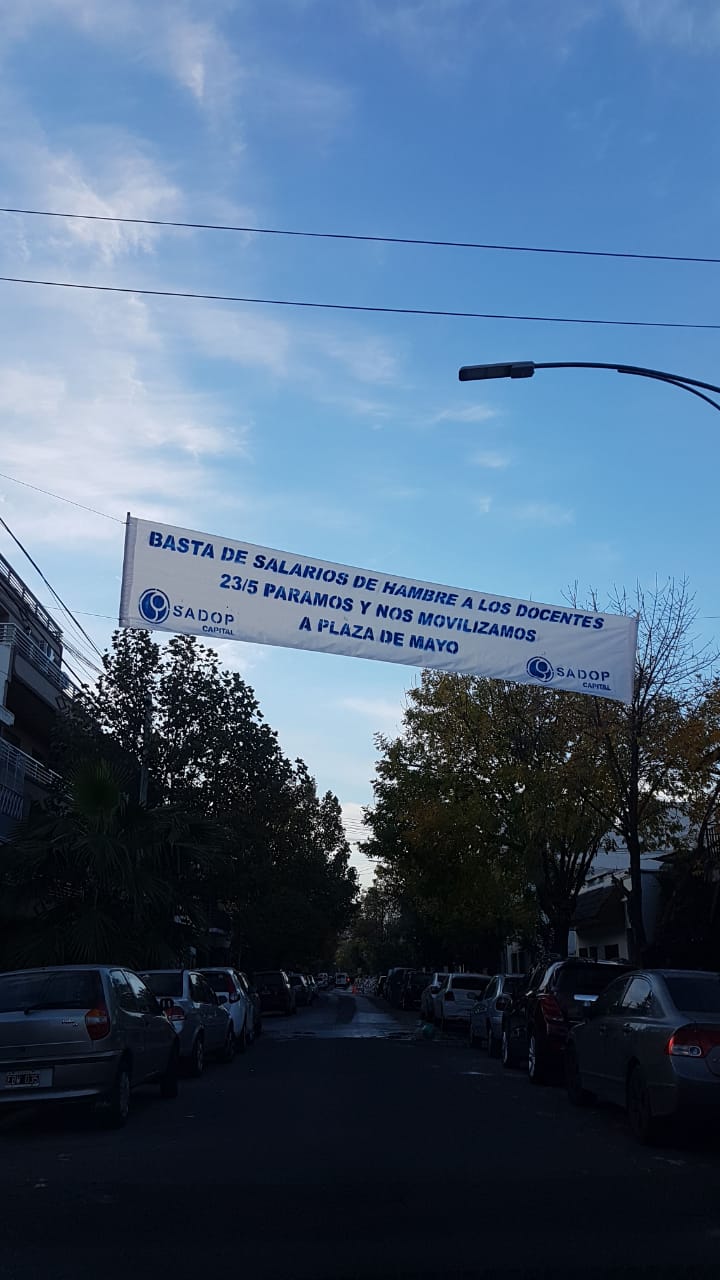 BASTA DE SALARIOS DE HAMBRE A LOS DOCENTES
23/5 PARAMOS Y NOS MOVILIZAMOS
A PLAZA DE MAYO
SADOP
CAPITAL
SADOP
CAPITAL